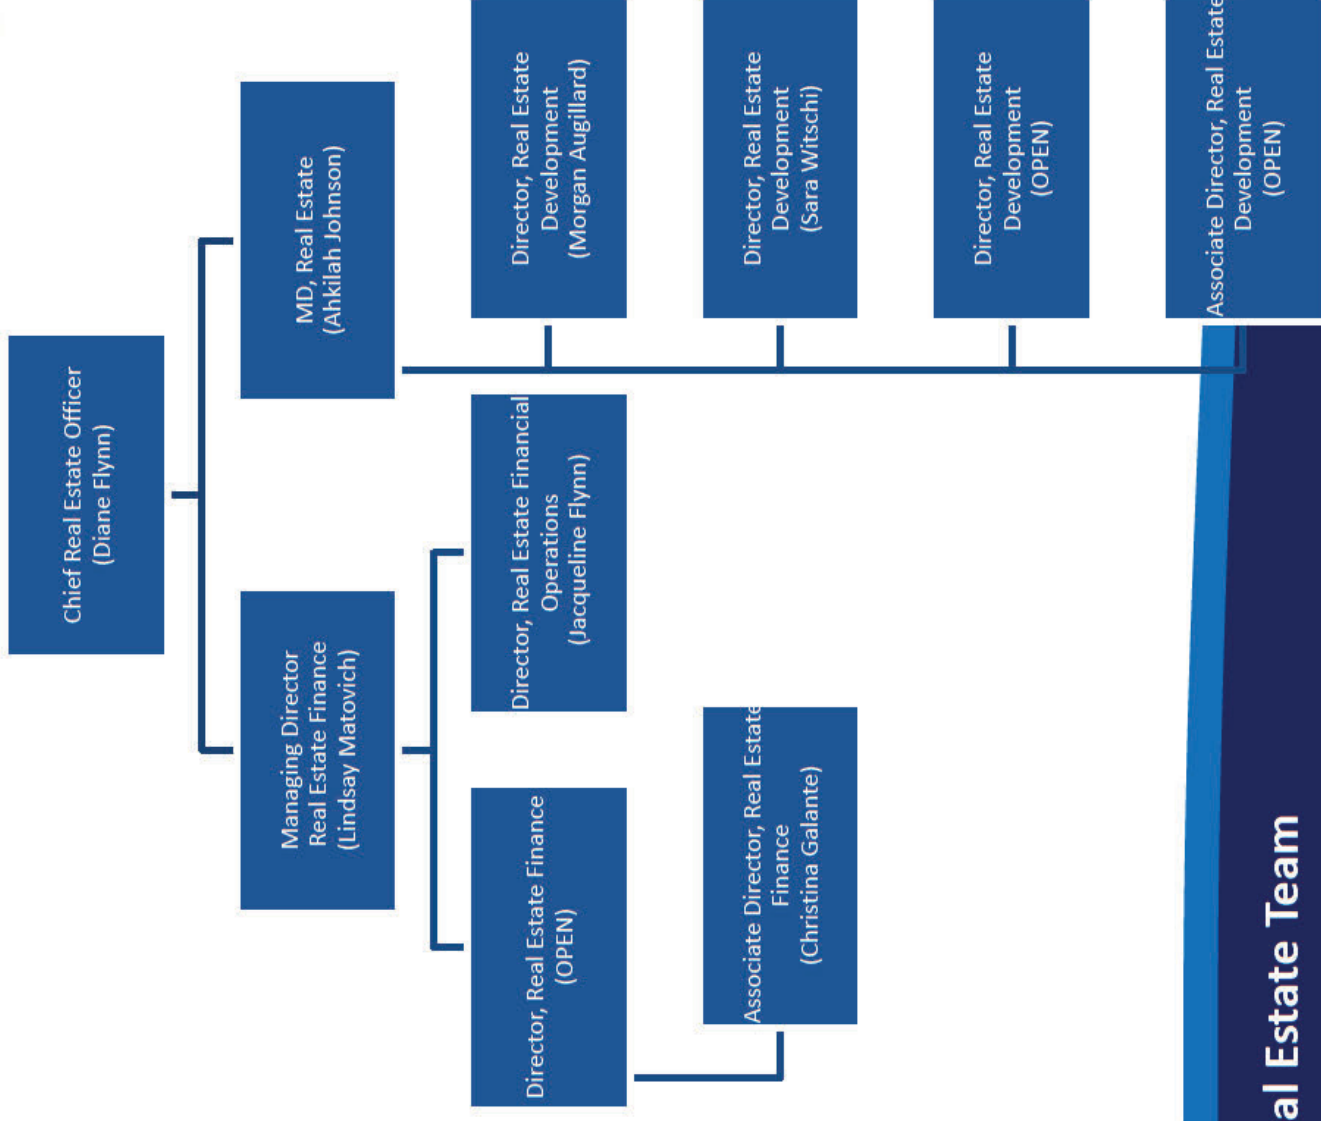 Chief Real Estate Officer
(Diane Flynn)
Managing Director
Real Estate Finance
(Lindsay Matovich)
MD, Real Estate
(Ahkilah Johnson)
Director, Real Estate Finance
(OPEN)
Associate Director, Real Estate
Finance
(Christina Galante)
Director, Real Estate Financial
Operations
(Jacqueline Flynn)
Director, Real Estate
Development
(Morgan Augillard)
Director, Real Estate
Development
(Sara Witschi)
Director, Real Estate
Development
(OPEN)
Associate Director, Real Estate
Development
(OPEN)
al Estate Team